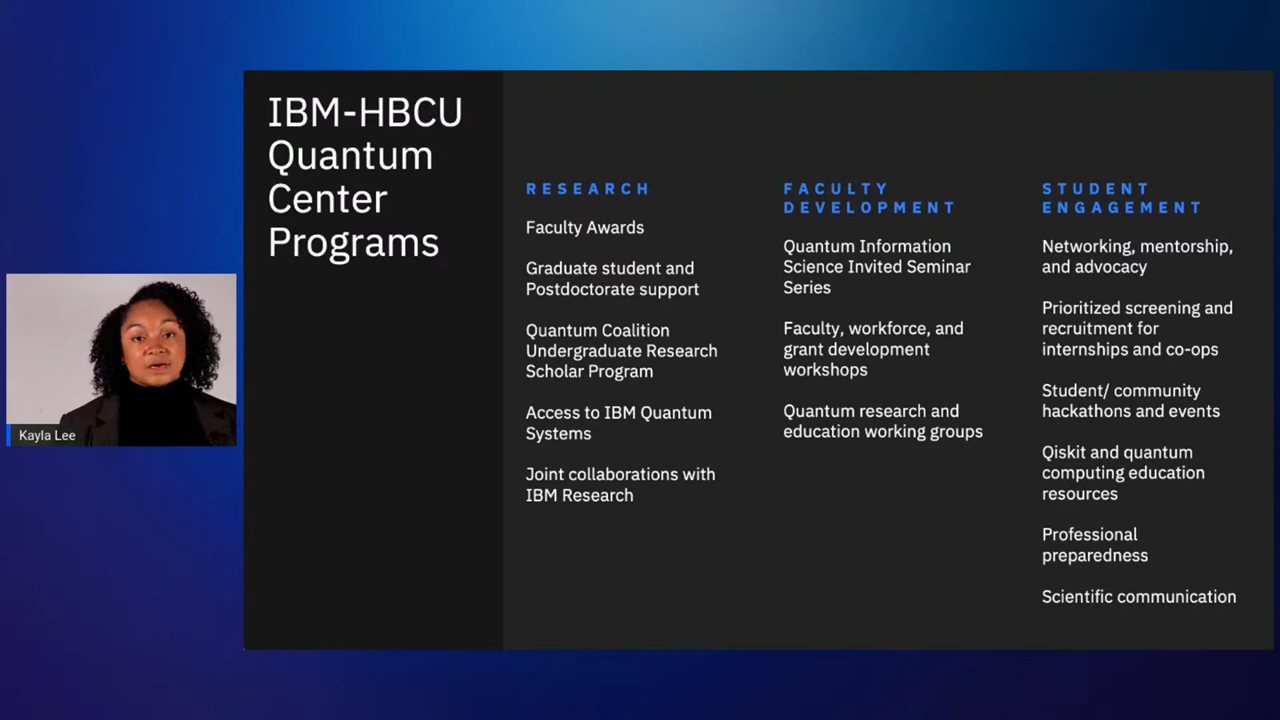 IBM-HBCU
Quantum
Center
Programs
RESEARCH
Faculty Awards
Graduate student and
Postdoctorate support
Quantum Coalition
Undergraduate Research
Scholar Program
Access to IBM Quantum
Systems
Joint collaborations with
IBM Research
FACULTY
DEVELOPMENT
Quantum Information
Science Invited Seminar
Series
Faculty, workforce, and
grant development
workshops
Quantum research and
education working groups
STUDENT
ENGAGEMENT
Networking, mentorship,
and advocacy
Prioritized screening and
recruitment for
internships and co-ops
Student/ community
hackathons and events
Qiskit and quantum
computing education
resources
Professional
preparedness
Scientific communication
Kayla Lee